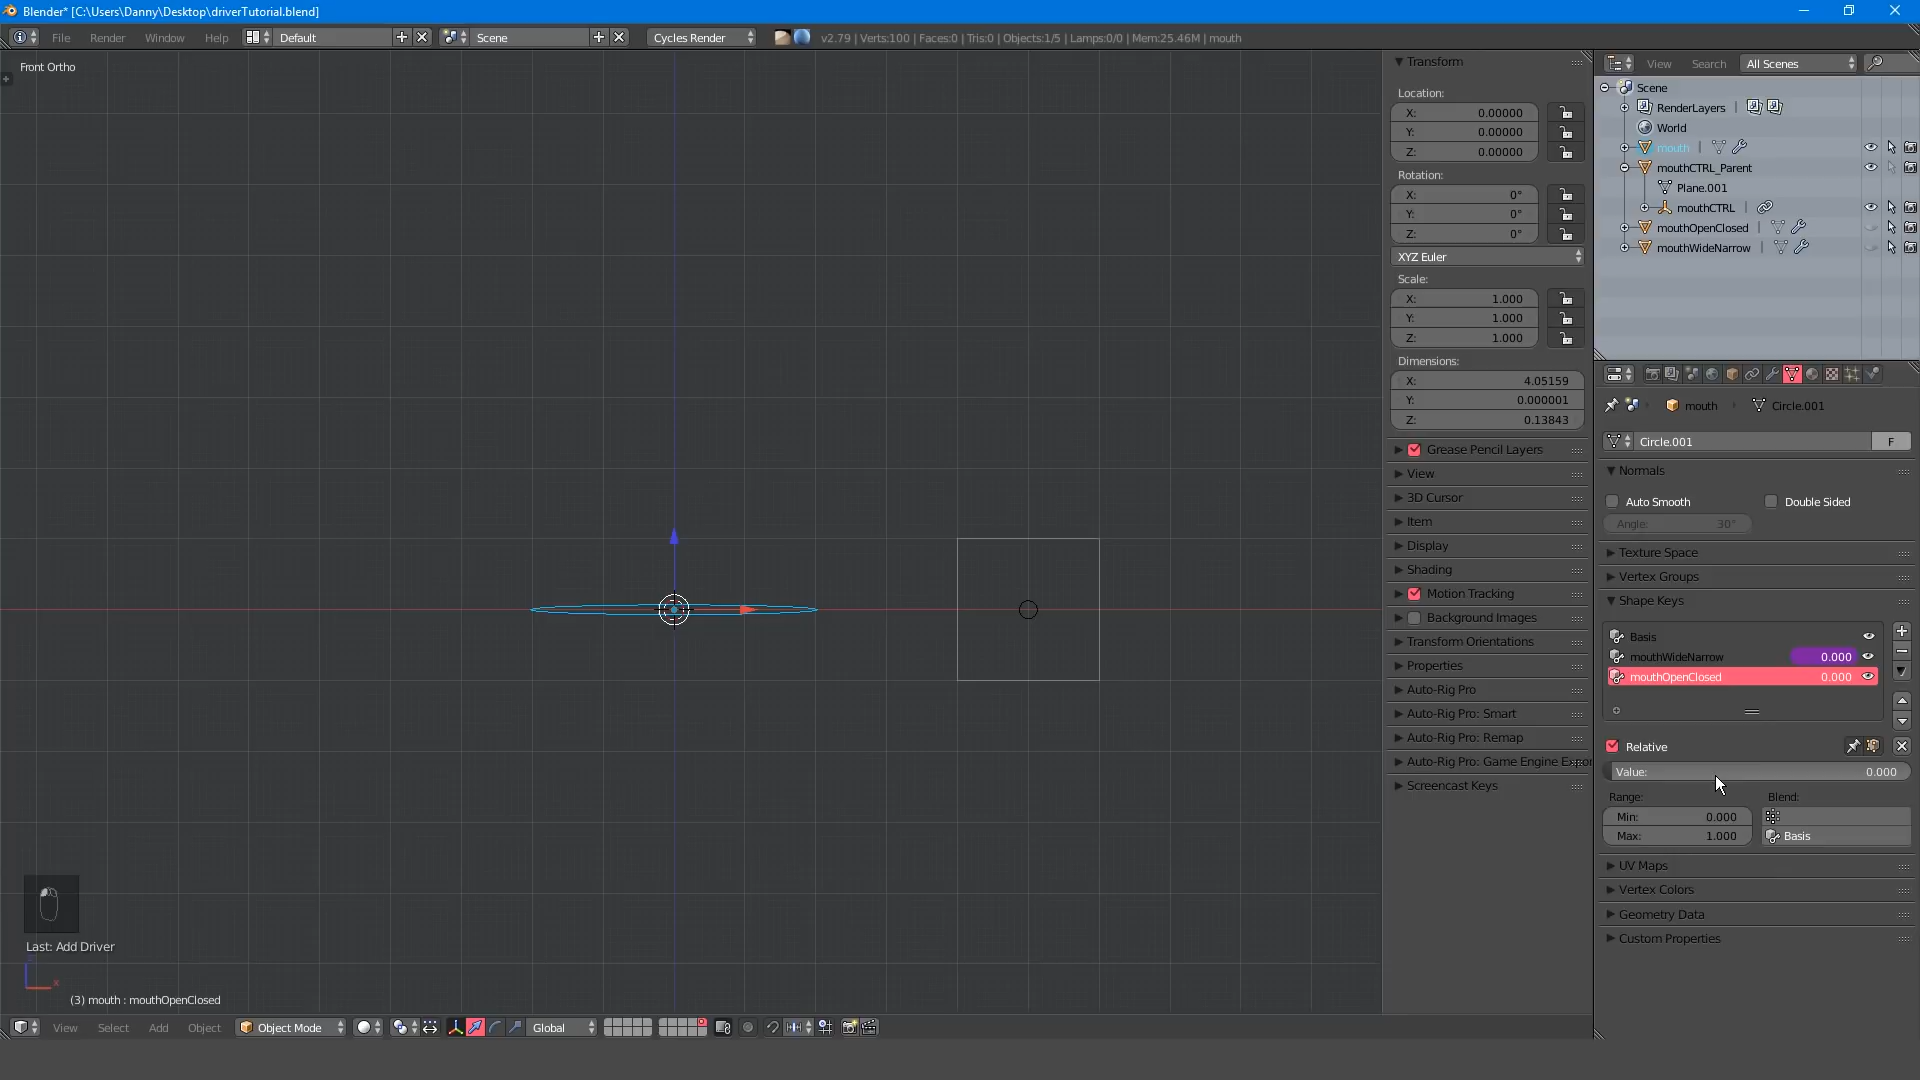 Blender* [C:\Users\Danny\Desktop\driverTutorial.blend]
File Render Window Help Default Scene Cycles Render v2.79 | Verts:100 | Faces:0 | Tris:0 | Objects:1/5 | Lamps:0/0 | Mem:25.46M | mouth
Front Ortho
Last: Add Driver
(3) mouth : mouthOpenClosed
View Select Add Object Object Mode Global
Transform
Location:
X: 0.00000
Y: 0.00000
Z: 0.00000
Rotation:
X: 0°
Y: 0°
Z: 0°
XYZ Euler
Scale:
X: 1.000
Y: 1.000
Z: 1.000
Dimensions:
X: 4.05159
Y: 0.000001
Z: 0.13843
Grease Pencil Layers
View
3D Cursor
Item
Display
Shading
Motion Tracking
Background Images
Transform Orientations
Properties
Auto-Rig Pro
Auto-Rig Pro: Smart
Auto-Rig Pro: Remap
Auto-Rig Pro: Game Engine Expor
Screencast Keys
View Search All Scenes
Scene
RenderLayers
World
mouth
mouthCTRL_Parent
Plane.001
mouthCTRL
mouthOpenClosed
mouthWideNarrow
mouth Circle.001
Circle.001 F
Normals
Auto Smooth Double Sided
Angle: 30°
Texture Space
Vertex Groups
Shape Keys
Basis
mouthWideNarrow 0.000
mouthOpenClosed 0.000
Relative
Value: 0.000
Range: Blend:
Min: 0.000
Max: 1.000 Basis
UV Maps
Vertex Colors
Geometry Data
Custom Properties